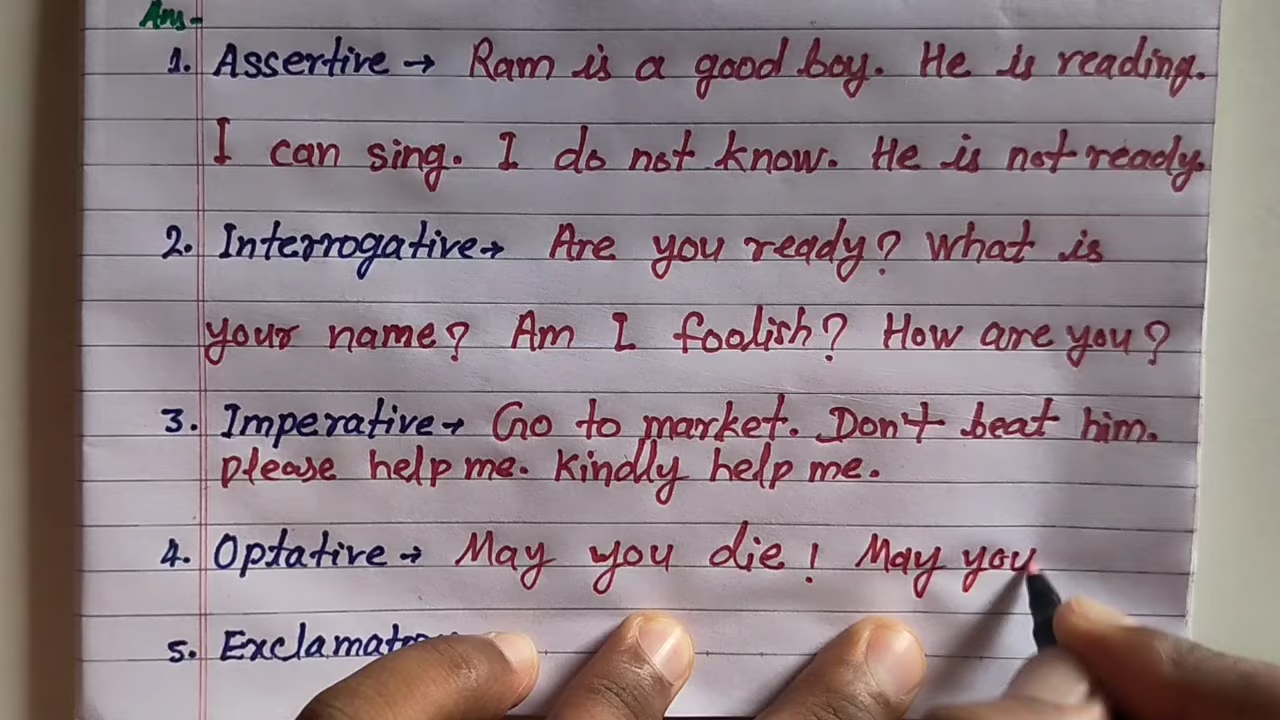 Ans-
1. Assertive → Ram is a good boy. He is reading.
I can sing. I do not know. He is not ready.
2. Interrogative → Are you ready? What is
your name? Am I foolish? How are you?
3. Imperative → Go to market. Don't beat him.
Please help me. Kindly help me.
4. Optative → May you die! May you
5. Exclamatory